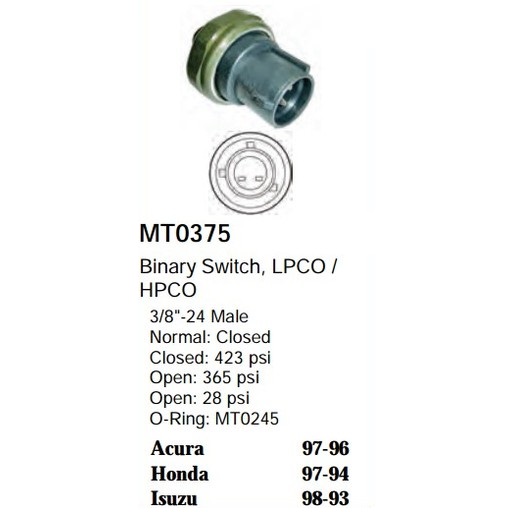 MT0375
Binary Switch, LPCO /
HPCO
3/8"-24 Male
Normal: Closed
Closed: 423 psi
Open: 365 psi
Open: 28 psi
O-Ring: MT0245
Acura 97-96
Honda 97-94
Isuzu 98-93